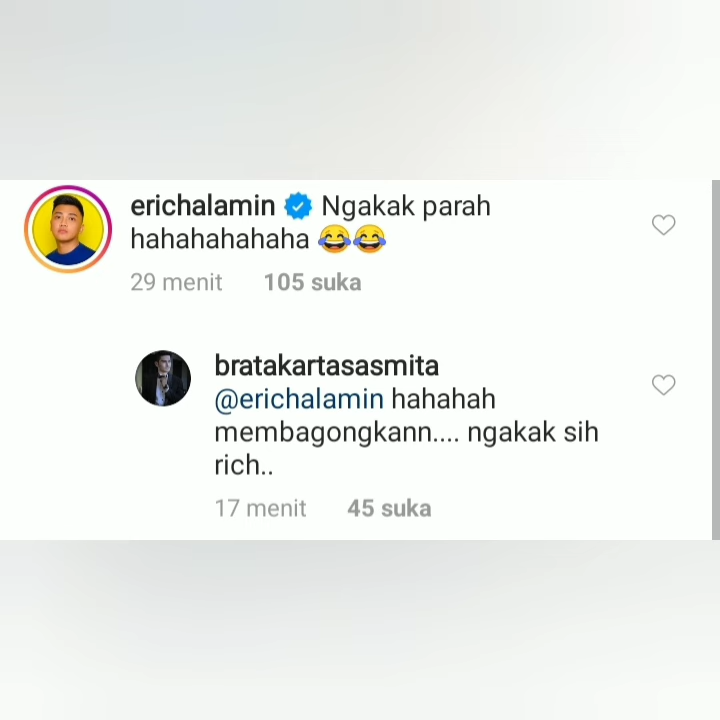 erichalamin Ngakak parah
hahahahahaha 😂😂
29 menit 105 suka
bratakartasasmita
@erichalamin hahahah
membagongkann.... ngakak sih
rich..
17 menit 45 suka